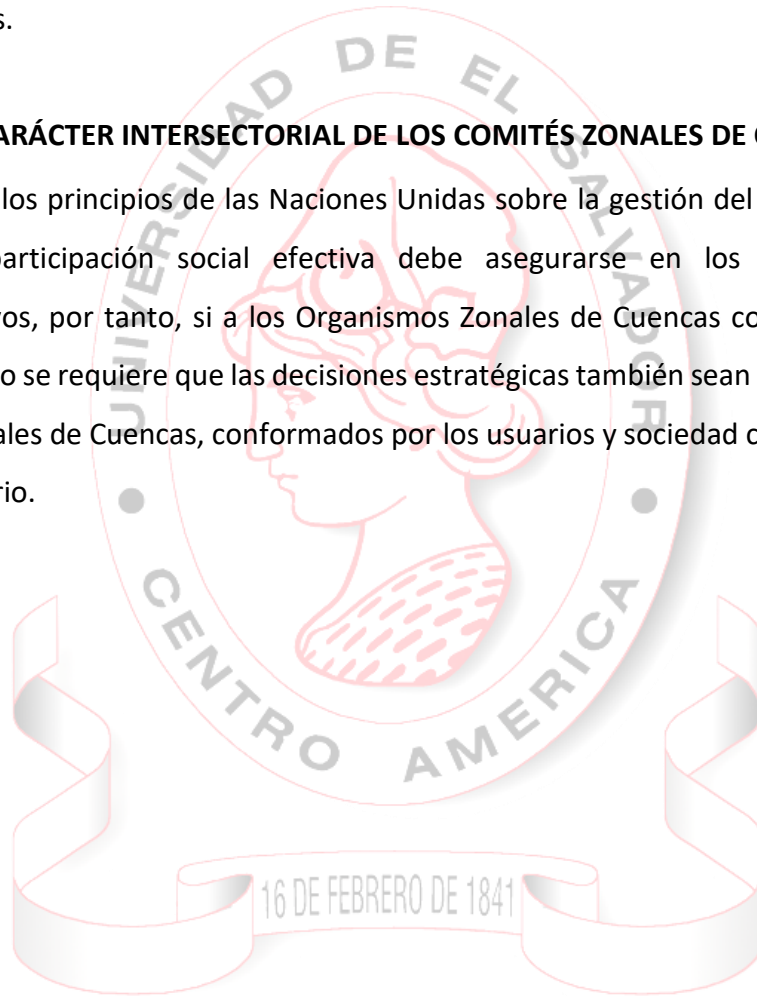 s.
UNIVERSIDAD DE EL SALVADOR
ARÁCTER INTERSECTORIAL DE LOS COMITÉS ZONALES DE
los principios de las Naciones Unidas sobre la gestión del
participación social efectiva debe asegurarse en los
vos, por tanto, si a los Organismos Zonales de Cuencas co
o se requiere que las decisiones estratégicas también sean
ales de Cuencas, conformados por los usuarios y sociedad c
rio.
CENTRO AMERICA
16 DE FEBRERO DE 1841